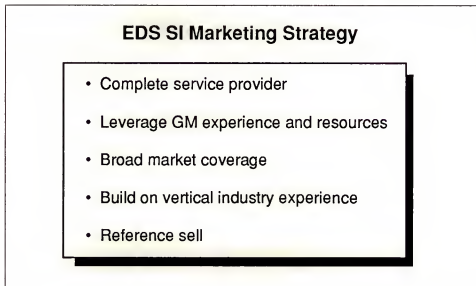 EDS SI Marketing Strategy
• Complete service provider
• Leverage GM experience and resources
• Broad market coverage
• Build on vertical industry experience
• Reference sell